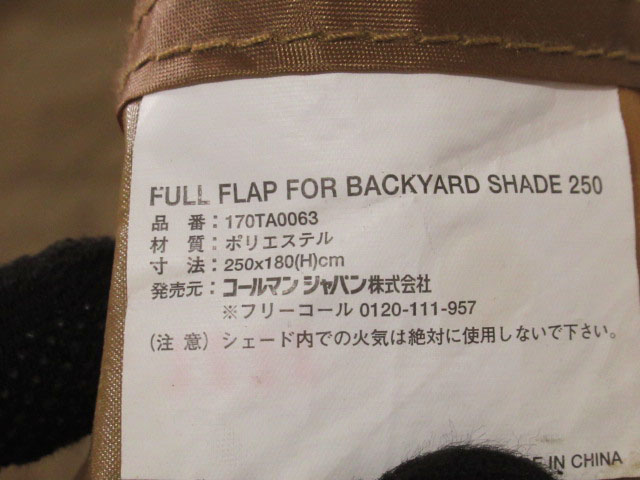 FULL FLAP FOR BACKYARD SHADE 250
品 番：170TA0063
材 質：ポリエステル
寸 法：250x180(H)cm
発売元：コールマン ジャパン株式会社
※フリーコール 0120-111-957
（注 意）シェード内での火気は絶対に使用しないで下さい。
IN CHINA